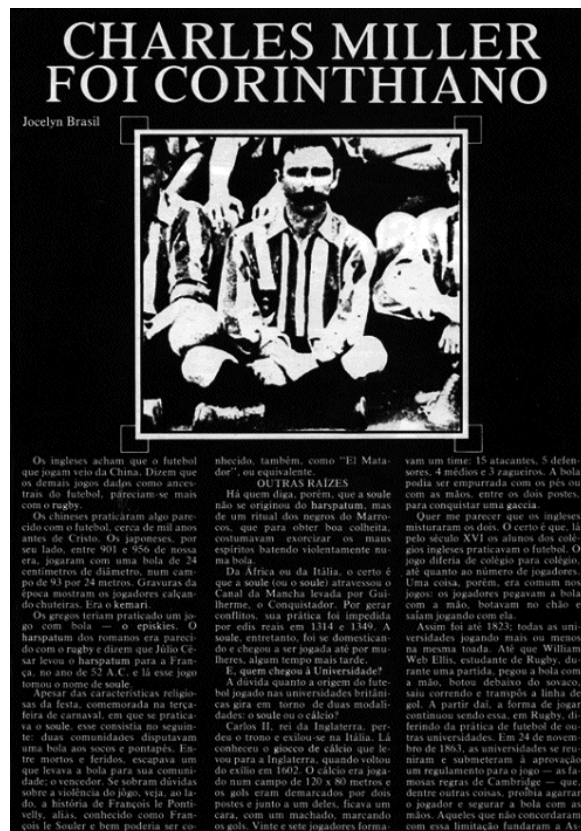 CHARLES MILLER
FOI CORINTHIANO
Jocelyn Brasil
Os ingleses acham que o futebol
que jogam veio da China. Dizem que
os demais jogos dados como ances-
trais do futebol, pareciam-se mais
com o rugby.
Os chineses praticaram algo pare-
cido com o futebol, cerca de mil anos
antes de Cristo. Os japoneses, por
seu lado, entre 901 e 956 de nossa
era, jogaram com uma bola de 24
centímetros de diâmetro, num cam-
po de 93 por 24 metros. Gravuras da
época mostram os jogadores calçan-
do chuteiras. Era o kemari.
Os gregos teriam praticado um jo-
go com bola — o epískies. O
harspatum dos romanos era pareci-
do com o rugby e dizem que Júlio Cé-
sar levou o harspatum para a Fran-
ça, no ano de 52 A.C. e lá esse jogo
tomou o nome de soule.
Apesar das características religio-
sas da festa, comemorada na terça-
feira de carnaval, em que se pratica-
va o soule, esse consistia no seguin-
te: duas comunidades disputavam
uma bola aos socos e pontapés. En-
tre mortos e feridos, escapava um
que levava a bola para sua comuni-
dade; o vencedor. Se sobram dúvidas
sobre a violência do jôgo, veja, ao la-
do, a história de François le Ponti-
velly, aliás, conhecido como Fran-
çois le Souler e bem poderia ser co-
nhecido, também, como "El Mata-
dor", ou equivalente.
OUTRAS RAÍZES
Há quem diga, porém, que a soule
não se originou do harspatum, mas
de um ritual dos negros do Marro-
cos, que para obter boa colheita,
costumavam exorcizar os maus
espíritos batendo violentamente nu-
ma bola.
Da África ou da Itália, o certo é
que a soule (ou o soule) atravessou o
Canal da Mancha levada por Gui-
lherme, o Conquistador. Por gerar
conflitos, sua prática foi impedida
por edis reais em 1314 e 1349. A
soule, entretanto, foi se domestican-
do e chegou a ser jogada até por mu-
lheres, algum tempo mais tarde.
E, quem chegou à Universidade?
A dúvida quanto a origem do fute-
bol jogado nas universidades britâni-
cas gira em torno de duas modali-
dades: o soule ou o cálcio?
Carlos II, rei da Inglaterra, per-
deu o trono e exilou-se na Itália. Lá
conheceu o giocco de cálcio que le-
vou para a Inglaterra, quando voltou
do exílio em 1602. O cálcio era joga-
do num campo de 120 x 80 metros e
os gols eram demarcados por dois
postes e junto a um deles, ficava um
cara, com um machado, marcando
os gols. Vinte e sete jogadores forma-
vam um time: 15 atacantes, 5 defen-
sores, 4 médios e 3 zagueiros. A bola
podia ser empurrada com os pés ou
com as mãos, entre os dois postes,
para conquistar uma gaccia.
Quer me parecer que os ingleses
misturaram os dois. O certo é que, lá
pelo século XVI os alunos dos colé-
gios ingleses praticavam o futebol. O
jogo diferia de colégio para colégio,
até quanto ao número de jogadores.
Uma coisa, porém, era comum nos
jogos: os jogadores pegavam a bola
com a mão, botavam no chão e
saíam jogando com ela.
Assim foi até 1823; todas as uni-
versidades jogando mais ou menos
na mesma toada. Até que William
Web Ellis, estudante de Rugby, du-
rante uma partida, pegou a bola com
a mão, botou debaixo do sovaco,
saiu correndo e transpôs a linha de
gol. A partir daí, a forma de jogar
continuou sendo essa, em Rugby, di-
ferindo da prática de futebol de ou-
tras universidades. Em 24 de novem-
bro de 1863, as universidades se reu-
niram e submeteram à aprovação
um regulamento para o jogo — as fa-
mosas regras de Cambridge — que,
dentre outras coisas, proibia agarrar
o jogador e segurar a bola com as
mãos. Aqueles que não concordaram
com essa limitação fundaram a